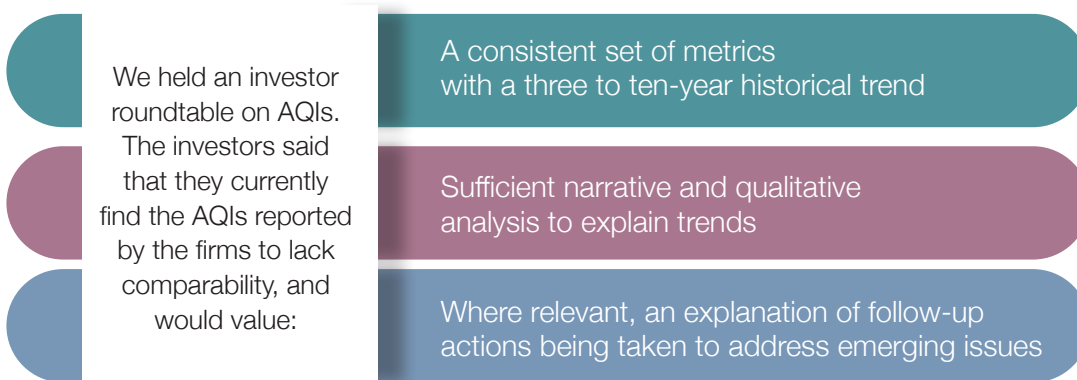 We held an investor
roundtable on AQIs.
The investors said
that they currently
find the AQIs reported
by the firms to lack
comparability, and
would value:
A consistent set of metrics
with a three to ten-year historical trend
Sufficient narrative and qualitative
analysis to explain trends
Where relevant, an explanation of follow-up
actions being taken to address emerging issues